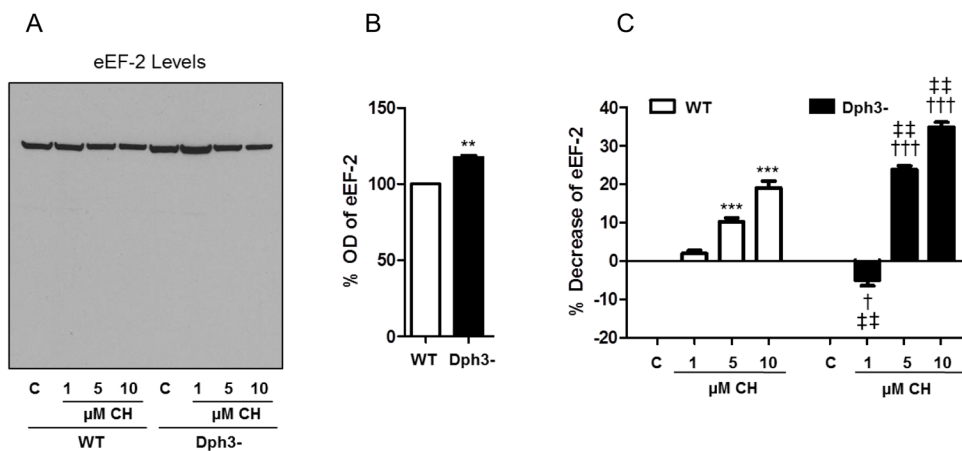 A
eEF-2 Levels
C 1 5 10 C 1 5 10
µM CH µM CH
WT Dph3-
B
% OD of eEF-2
150
100
50
0
**
WT Dph3-
C
% Decrease of eEF-2
40
30
20
10
0
-10
-20
WT Dph3-
*** ***
†
‡‡
‡‡
†††
‡‡
†††
C 1 5 10 C 1 5 10
µM CH µM CH